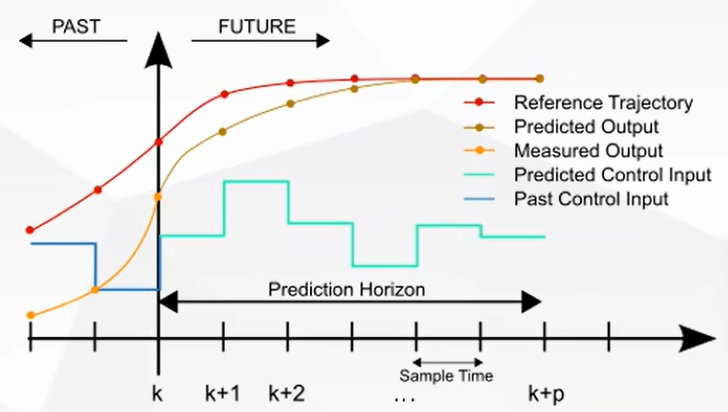 PAST
FUTURE
Reference Trajectory
Predicted Output
Measured Output
Predicted Control Input
Past Control Input
Prediction Horizon
Sample Time
k
k+1
k+2
...
k+p